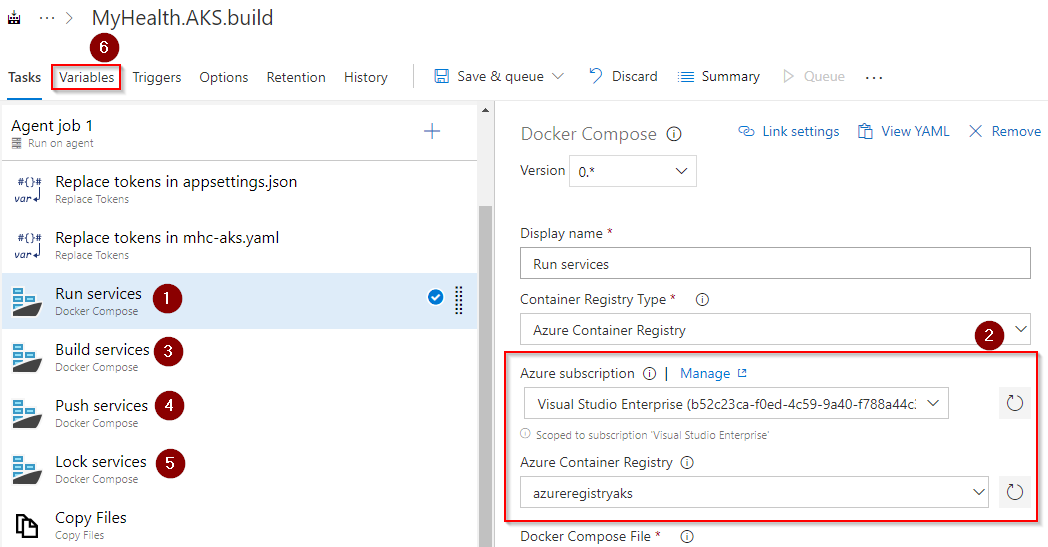 ··· > MyHealth.AKS.build
6
Tasks Variables Triggers Options Retention History Save & queue Discard Summary Queue ...
Agent job 1
Run on agent
#{}#
var
Replace tokens in appsettings.json
Replace Tokens
#{}#
var
Replace tokens in mhc-aks.yaml
Replace Tokens
Run services 1
Docker Compose
Build services 3
Docker Compose
Push services 4
Docker Compose
Lock services 5
Docker Compose
Copy Files
Copy Files
Docker Compose Link settings View YAML Remove
Version 0.*
Display name *
Run services
Container Registry Type *
Azure Container Registry
2
Azure subscription | Manage
Visual Studio Enterprise (b52c23ca-f0ed-4c59-9a40-f788a44c
Scoped to subscription 'Visual Studio Enterprise'
Azure Container Registry
azureregistryaks
Docker Compose File *